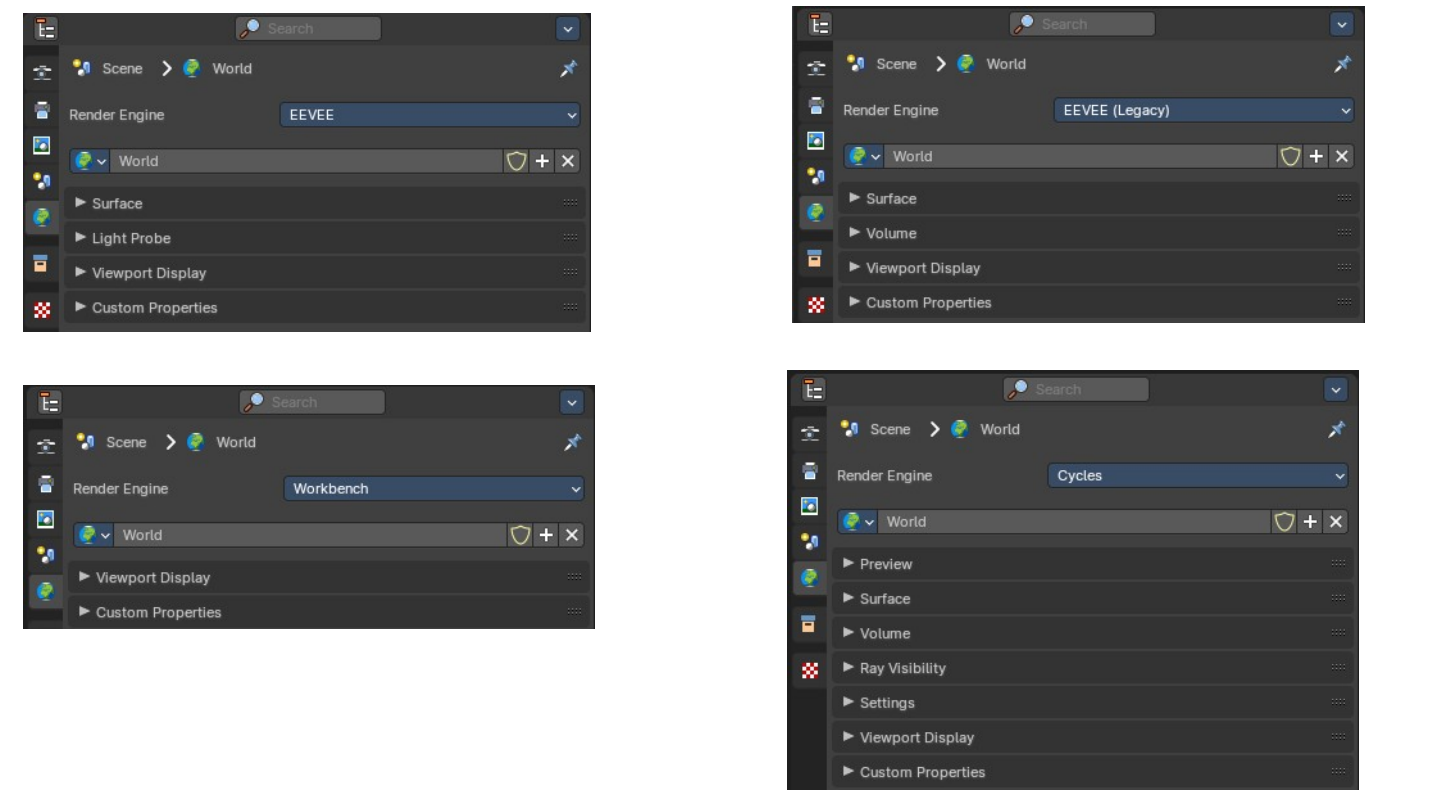 Search
Scene World
Render Engine EEVEE
World
Surface
Light Probe
Viewport Display
Custom Properties
Search
Scene World
Render Engine EEVEE (Legacy)
World
Surface
Volume
Viewport Display
Custom Properties
Search
Scene World
Render Engine Workbench
World
Viewport Display
Custom Properties
Search
Scene World
Render Engine Cycles
World
Preview
Surface
Volume
Ray Visibility
Settings
Viewport Display
Custom Properties